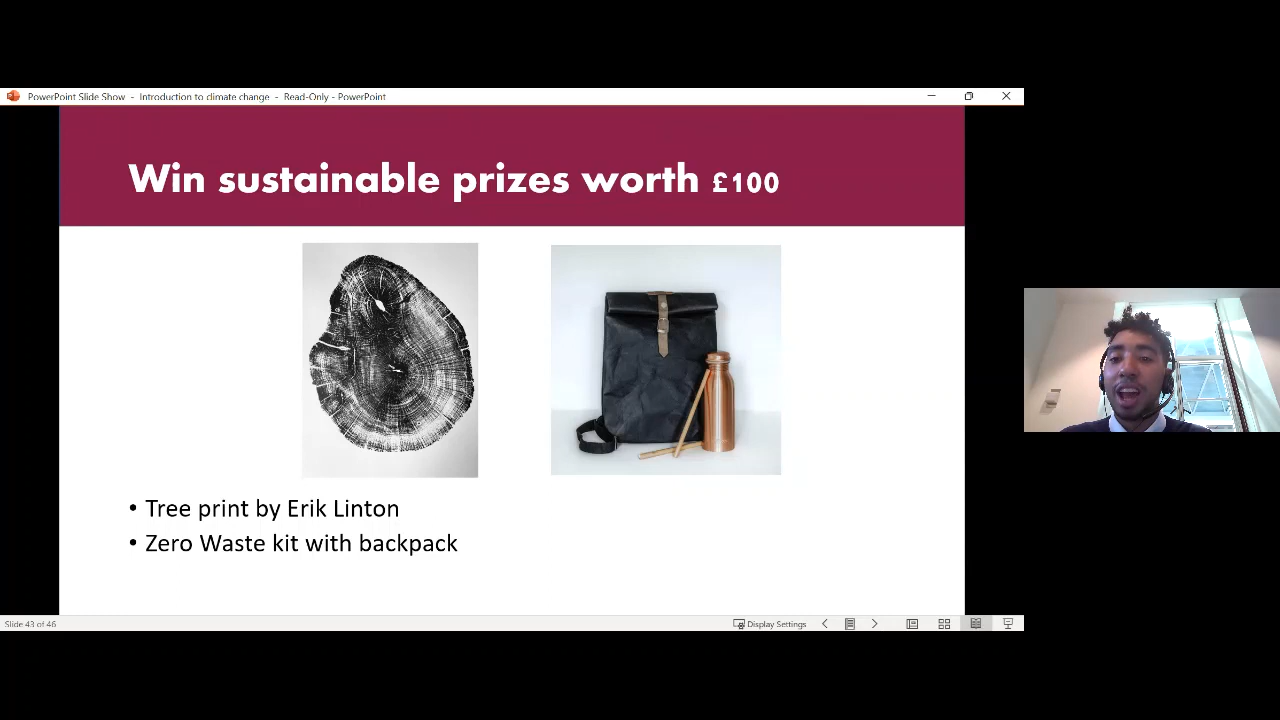 PowerPoint Slide Show - Introduction to climate change - Read-Only - PowerPoint
Win sustainable prizes worth £100
• Tree print by Erik Linton
• Zero Waste kit with backpack
Slide 43 of 46
Display Settings